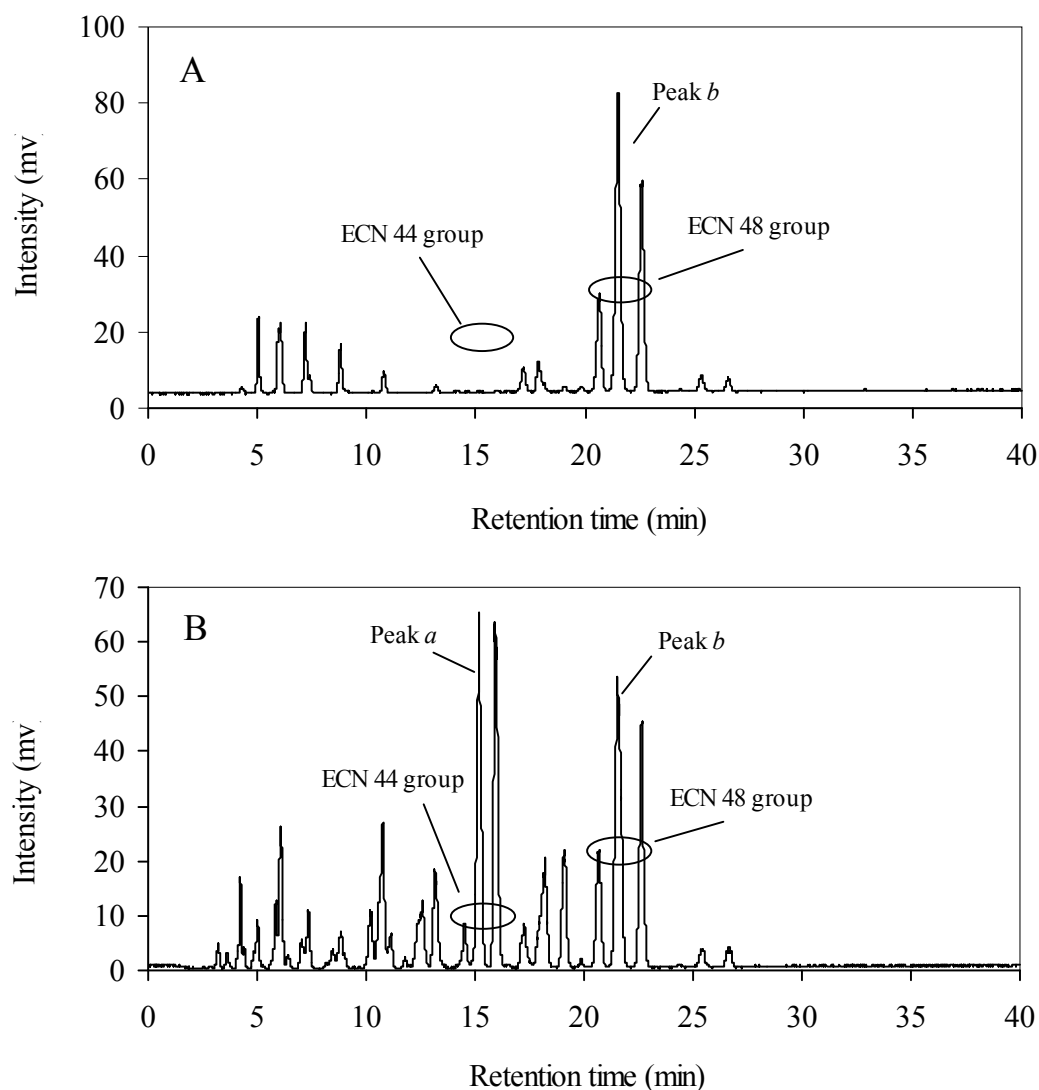 A
100
80
60
40
20
0
Intensity (mv)
Peak b
ECN 44 group
ECN 48 group
0 5 10 15 20 25 30 35 40
Retention time (min)
B
70
60
50
40
30
20
10
0
Intensity (mv)
Peak a
Peak b
ECN 44 group
ECN 48 group
0 5 10 15 20 25 30 35 40
Retention time (min)